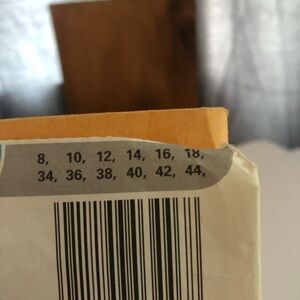 8, 10, 12, 14, 16, 18,
34, 36, 38, 40, 42, 44,